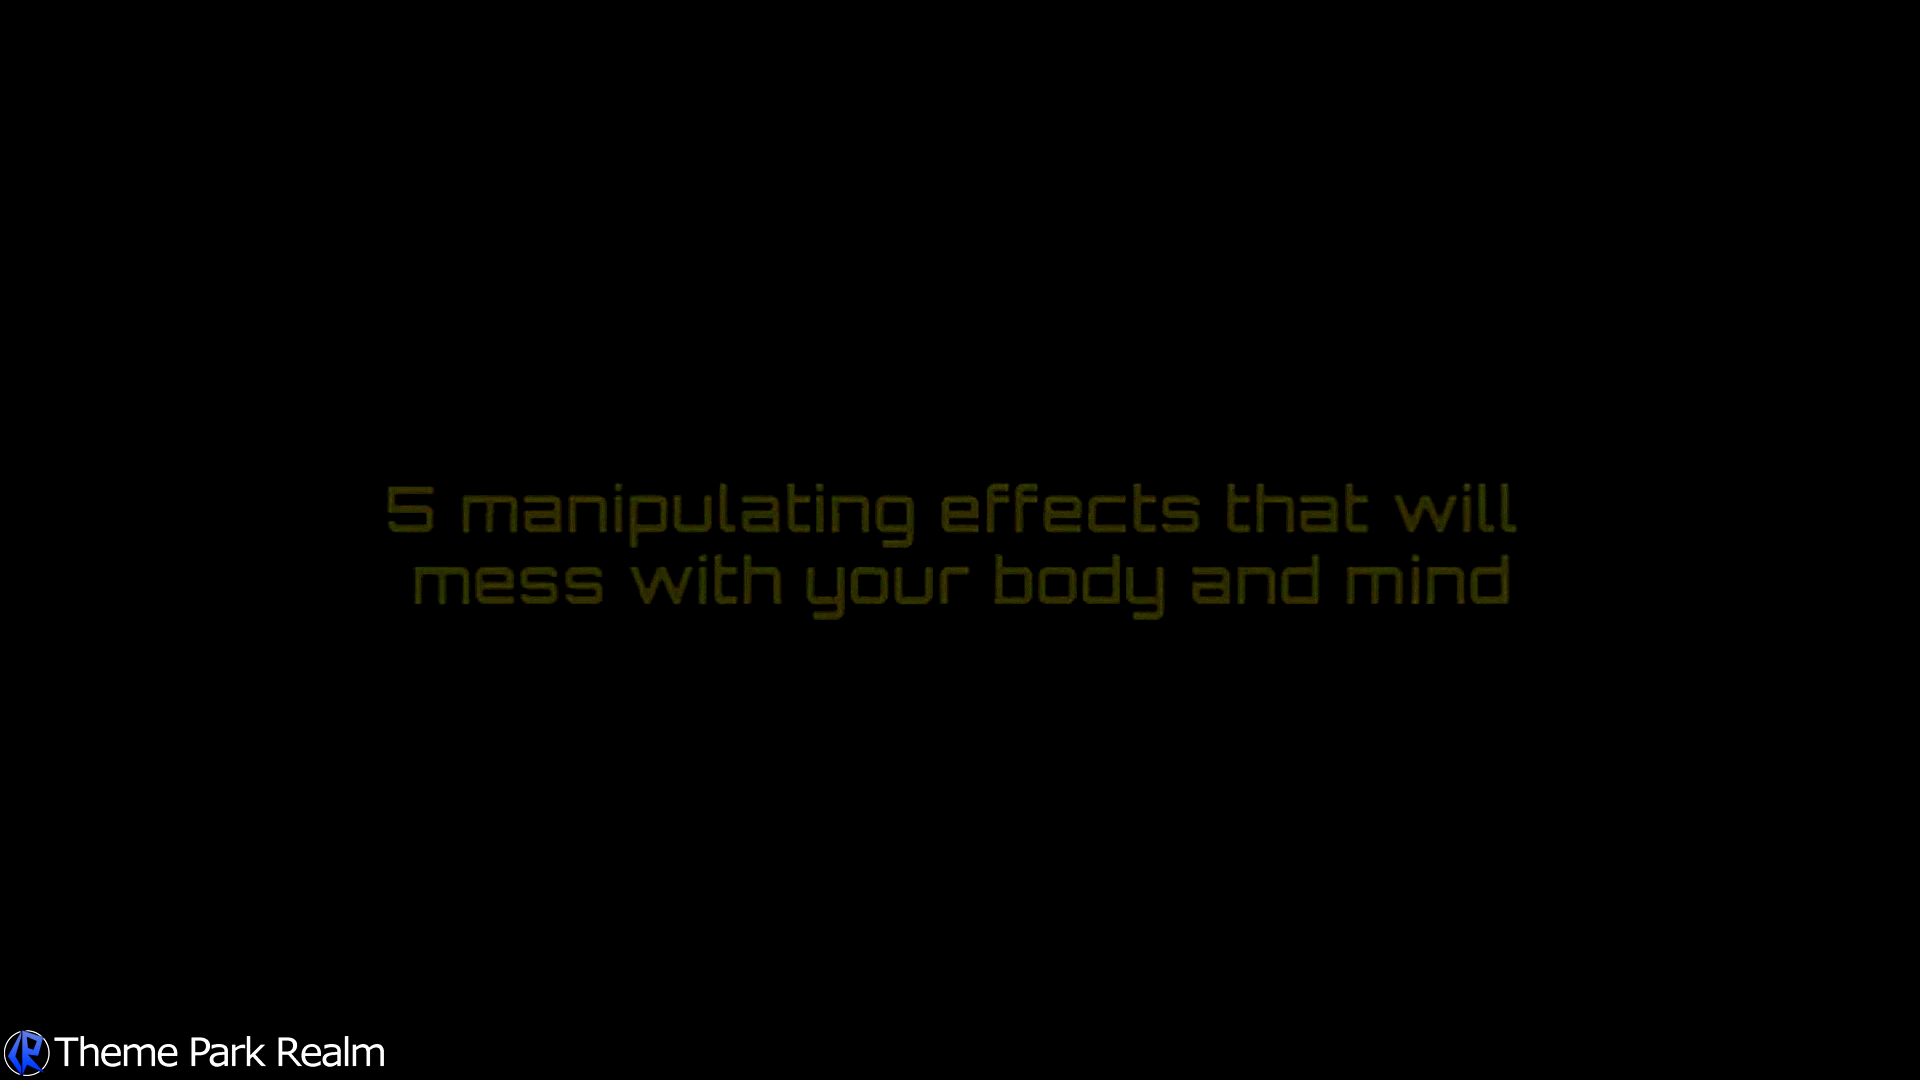 5 manipulating effects that will
mess with your body and mind
Theme Park Realm